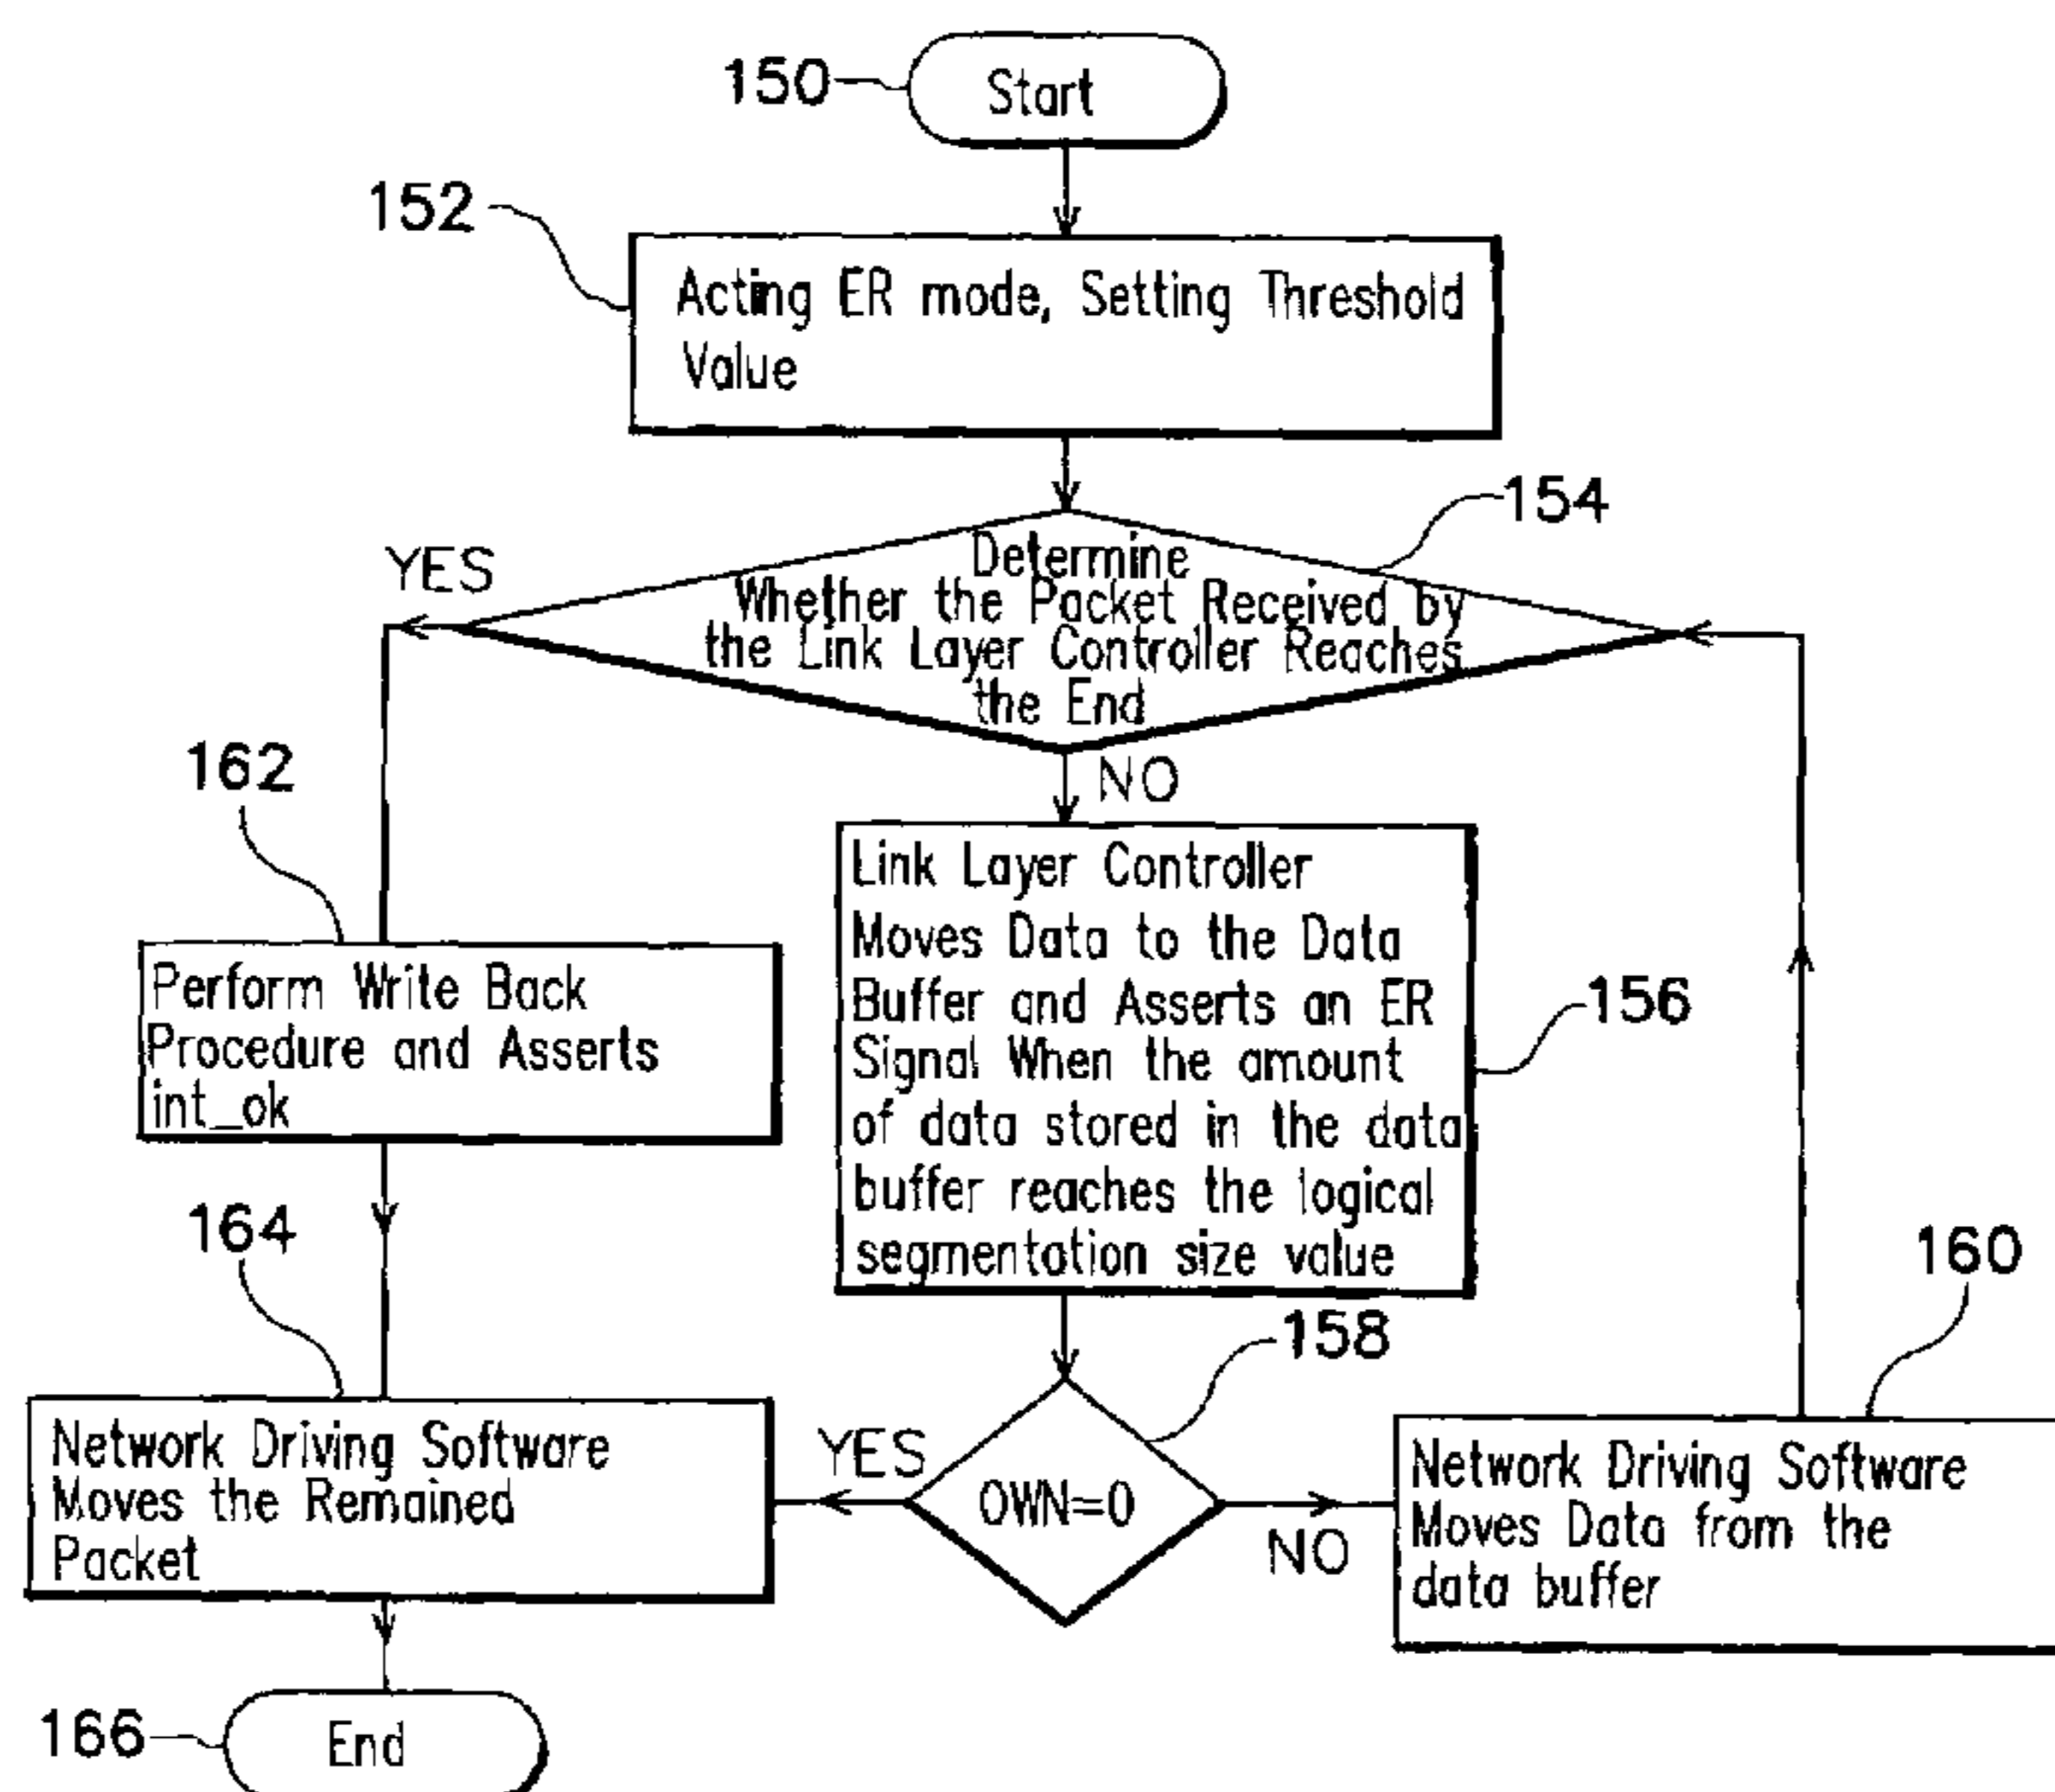 150
Start
152
Acting ER mode, Setting Threshold
Value
154
Determine
Whether the Packet Received by
the Link Layer Controller Reaches
the End
YES
NO
162
Perform Write Back
Procedure and Asserts
int_ok
Link Layer Controller
Moves Data to the Data
Buffer and Asserts an ER
Signal When the amount
of data stored in the data
buffer reaches the logical
segmentation size value
156
164
Network Driving Software
Moves the Remained
Packet
YES
158
OWN=0
NO
160
Network Driving Software
Moves Data from the
data buffer
166
End